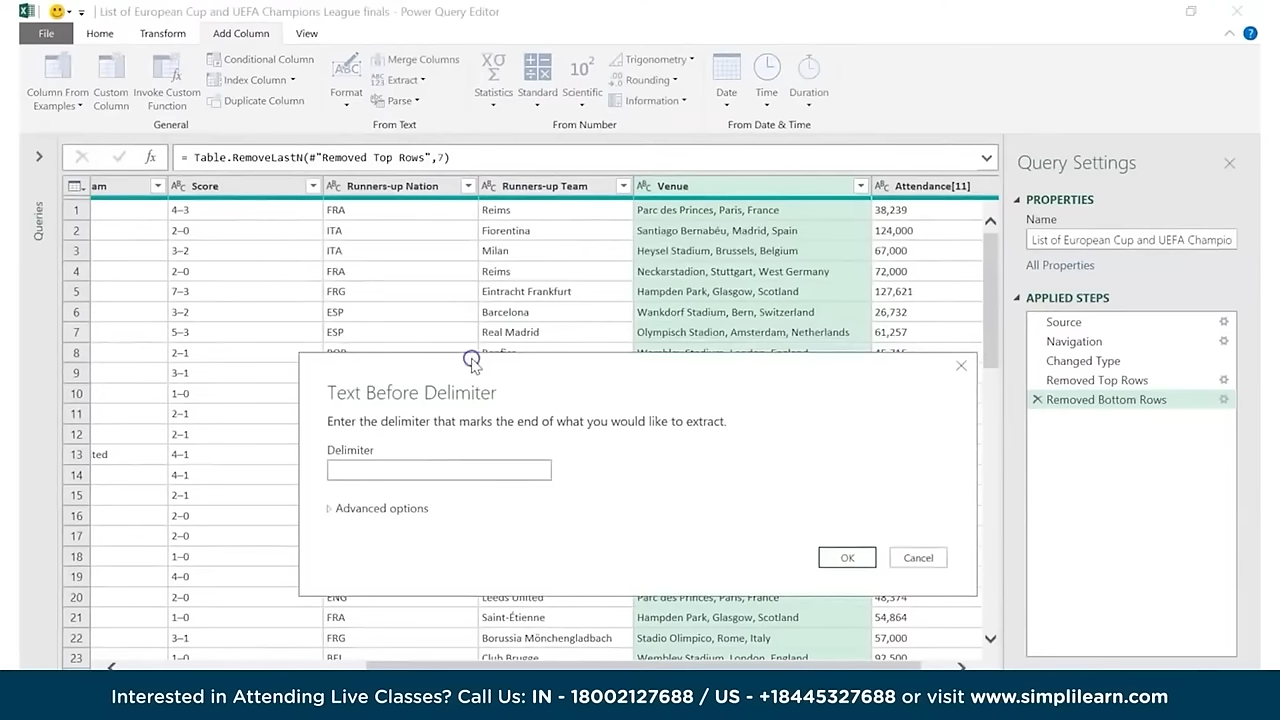 List of European Cup and UEFA Champions League finals - Power Query Editor
File Home Transform Add Column View
Column From Examples
Custom Column
Invoke Custom Function
Conditional Column
Index Column
Duplicate Column
General
Format
Merge Columns
Extract
Parse
From Text
Statistics
Standard
Scientific
Trigonometry
Rounding
Information
From Number
Date
Time
Duration
From Date & Time
Queries
fx = Table.RemoveLastN(#"Removed Top Rows",7)
am Score Runners-up Nation Runners-up Team Venue Attendance[11]
1 4–3 FRA Reims Parc des Princes, Paris, France 38,239
2 2–0 ITA Fiorentina Santiago Bernabéu, Madrid, Spain 124,000
3 3–2 ITA Milan Heysel Stadium, Brussels, Belgium 67,000
4 2–0 FRA Reims Neckarstadion, Stuttgart, West Germany 72,000
5 7–3 FRG Eintracht Frankfurt Hampden Park, Glasgow, Scotland 127,621
6 3–2 ESP Barcelona Wankdorf Stadium, Bern, Switzerland 26,732
7 5–3 ESP Real Madrid Olympisch Stadion, Amsterdam, Netherlands 61,257
8 2–1
9 3–1
10 1–0
11 2–1
12 2–1
13 ted 4–1
14 4–1
15 2–1
16 2–0
17 2–0
18 1–0
19 4–0
20 2–0 ENG Leeds United Parc des Princes, Paris, France 48,374
21 1–0 FRA Saint-Étienne Hampden Park, Glasgow, Scotland 54,864
22 3–1 FRG Borussia Mönchengladbach Stadio Olimpico, Rome, Italy 57,000
23 1–0 BEL Club Brugge Wembley Stadium, London, England 92,500
Text Before Delimiter
Enter the delimiter that marks the end of what you would like to extract.
Delimiter
Advanced options
OK Cancel
Query Settings
PROPERTIES
Name
List of European Cup and UEFA Champio
All Properties
APPLIED STEPS
Source
Navigation
Changed Type
Removed Top Rows
Removed Bottom Rows
Interested in Attending Live Classes? Call Us: IN - 18002127688 / US - +18445327688 or visit www.simplilearn.com